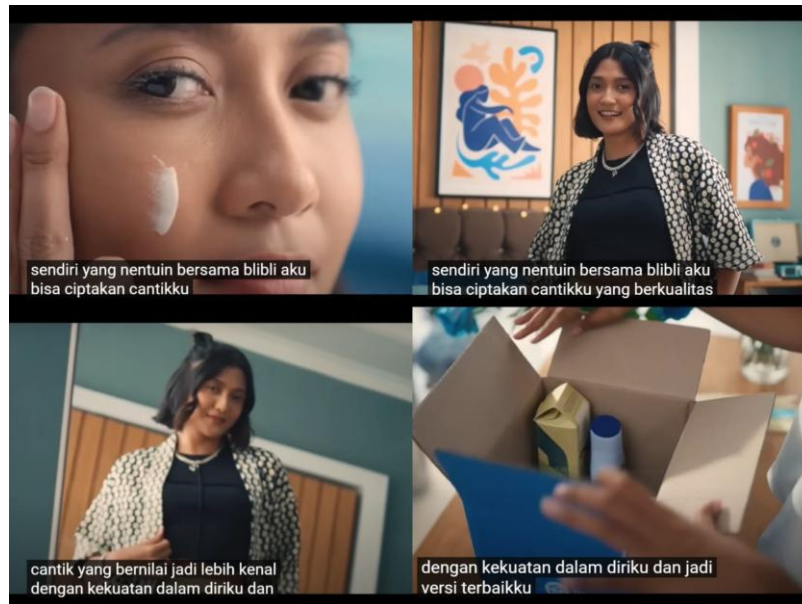 sendiri yang nentuin bersama blibli aku
bisa ciptakan cantikku
sendiri yang nentuin bersama blibli aku
bisa ciptakan cantikku yang berkualitas
cantik yang bernilai jadi lebih kenal
dengan kekuatan dalam diriku dan
dengan kekuatan dalam diriku dan jadi
versi terbaikku